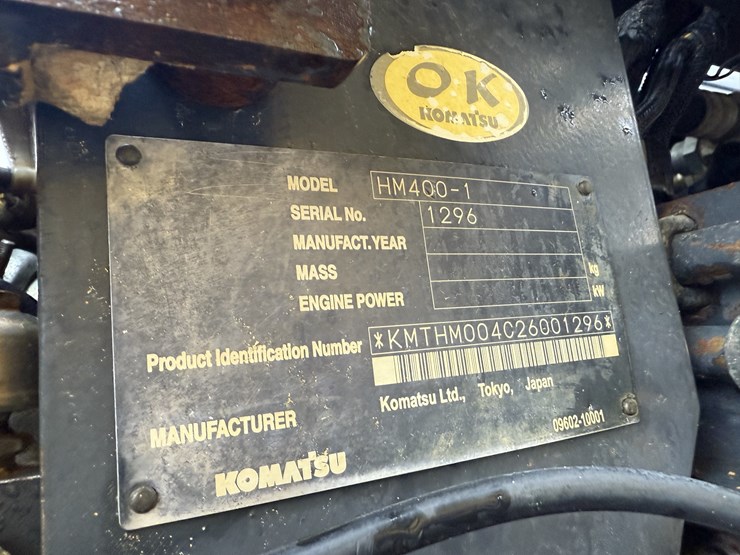 OK
KOMATSU
MODEL HM400-1
SERIAL No. 1296
MANUFACT.YEAR
MASS kg
ENGINE POWER kW
Product Identification Number *KMTHM004C26001296*
Komatsu Ltd., Tokyo, Japan
MANUFACTURER
09602-10001
KOMATSU